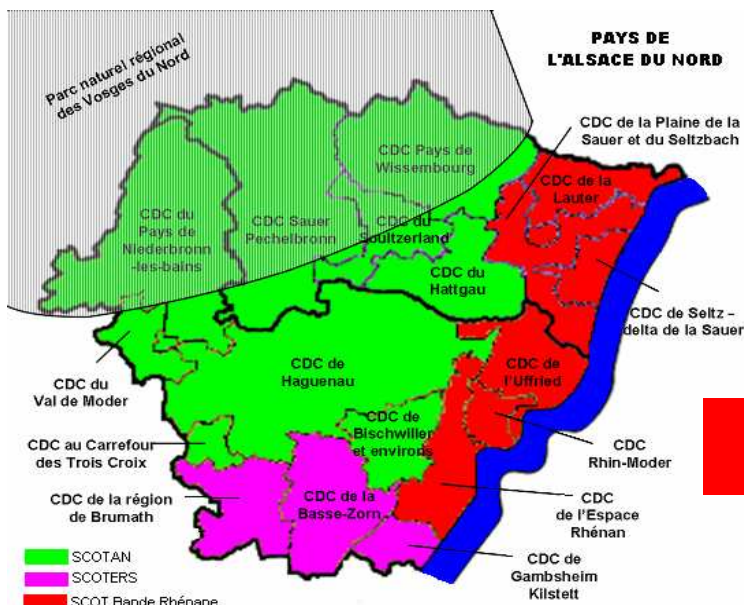 PAYS DE
L'ALSACE DU NORD
Parc naturel régional
des Vosges du Nord
CDC de la Plaine de la
Sauer et du Seltzbach
CDC Pays de
Wissembourg
CDC de la
Lauter
CDC du
Pays de
Niederbronn
-les-bains
CDC Sauer
Pechelbronn
CDC du
Soultzerland
CDC du
Hattgau
CDC de Seltz –
delta de la Sauer
CDC du
Val de Moder
CDC de
Haguenau
CDC de
l'Uffried
CDC au Carrefour
des Trois Croix
CDC de
Bischwiller
et environs
CDC
Rhin-Moder
CDC de la région
de Brumath
CDC de la
Basse-Zorn
CDC
de l'Espace
Rhénan
CDC de
Gambsheim
Kilstett
SCOTAN
SCOTERS
SCOT Bande Rhénane